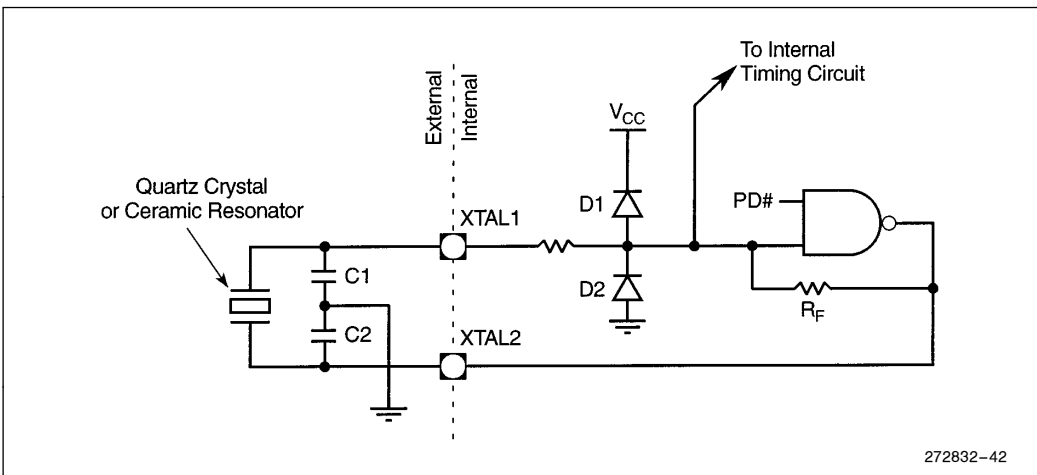 To Internal
Timing Circuit
External
Internal
VCC
Quartz Crystal
or Ceramic Resonator
XTAL1
D1
PD#
C1
D2
RF
C2
XTAL2
272832–42